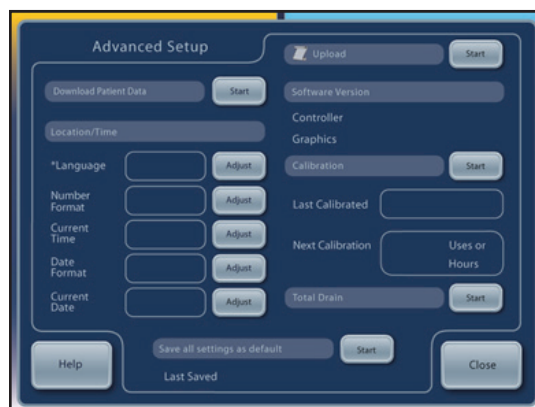 Advanced Setup
Upload
Start
Download Patient Data
Start
Software Version
Controller
Graphics
Location/Time
*Language
Adjust
Number
Format
Adjust
Current
Time
Adjust
Date
Format
Adjust
Current
Date
Adjust
Calibration
Start
Last Calibrated
Next Calibration
Uses or
Hours
Total Drain
Start
Save all settings as default
Start
Last Saved
Help
Close